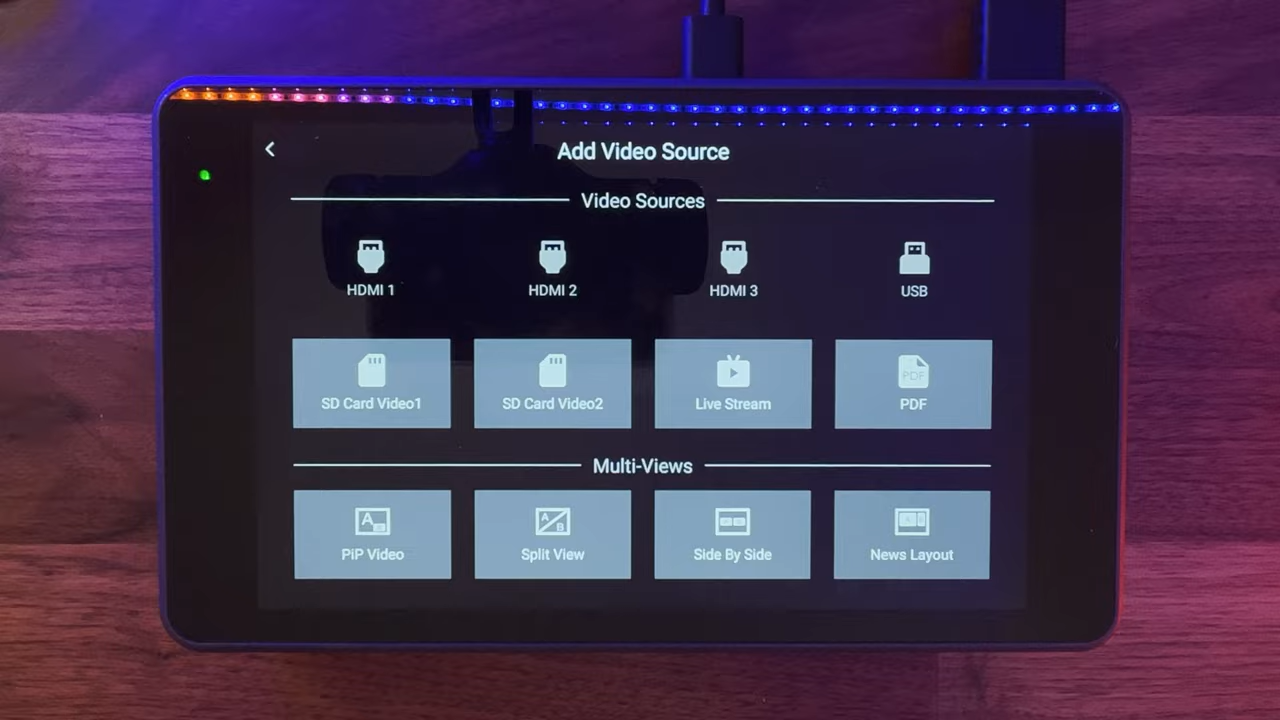 Add Video Source
Video Sources
HDMI 1
HDMI 2
HDMI 3
USB
SD Card Video1
SD Card Video2
Live Stream
PDF
PDF
Multi-Views
A
PiP Video
A/B
Split View
Side By Side
News Layout